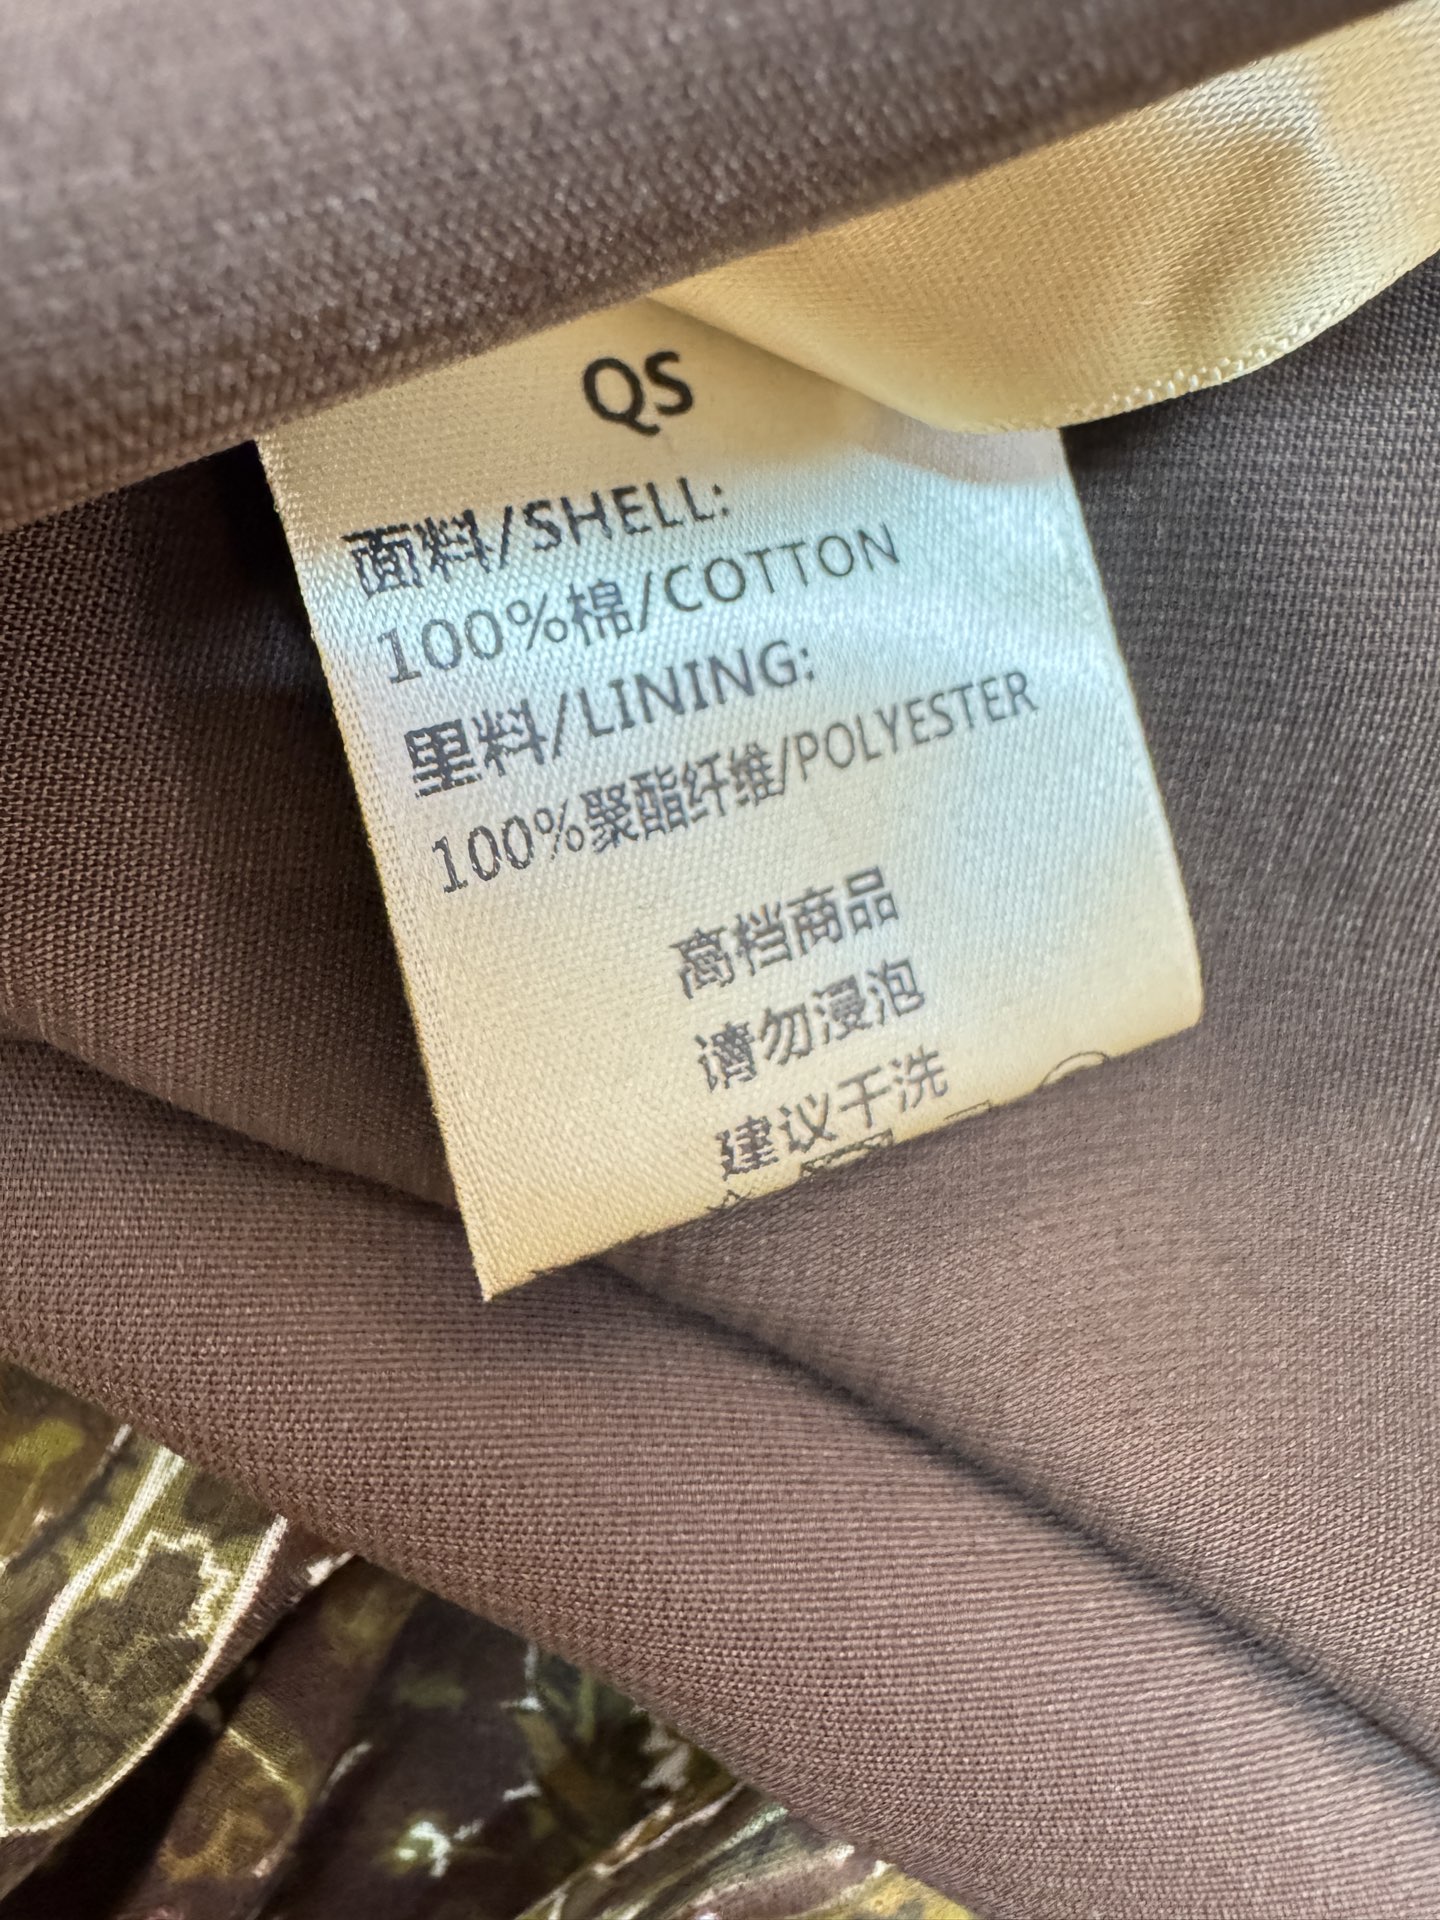 QS
面料/SHELL:
100%棉/COTTON
里料/LINING:
100%聚酯纤维/POLYESTER
高档商品
请勿浸泡
建议干洗